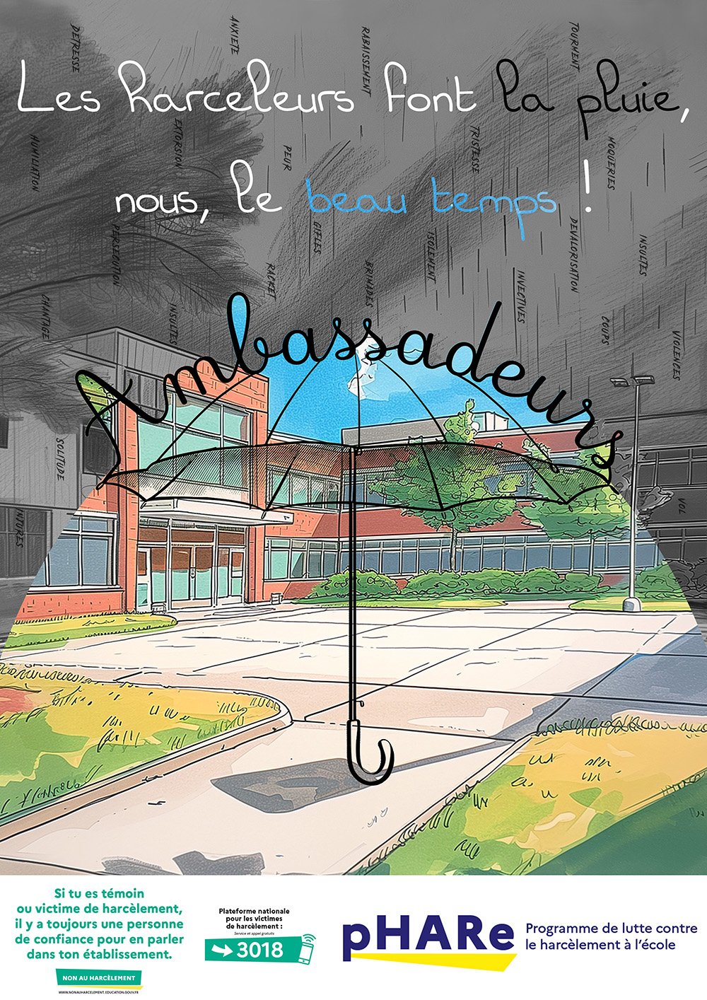 DÉTRESSE
ANXIÉTÉ
RABAISSEMENT
TOURMENT
Les harceleurs font la pluie,
HUMILIATION
EXTORSION
PEUR
TRISTESSE
MOQUERIES
nous, le beau temps !
PERSÉCUTION
GIFLES
ISOLEMENT
DÉVALORISATION
INSULTES
RACKET
BRIMADES
INVECTIVES
CHANTAGE
INSULTES
COUPS
VIOLENCES
Ambassadeurs
SOLITUDE
VOL
INJURES
Si tu es témoin
ou victime de harcèlement,
il y a toujours une personne
de confiance pour en parler
dans ton établissement.
NON AU HARCÈLEMENT
WWW.NONAUHARCELEMENT.EDUCATION.GOUV.FR
Plateforme nationale
pour les victimes
de harcèlement :
Service et appel gratuits
3018
pHARe
Programme de lutte contre
le harcèlement à l'école